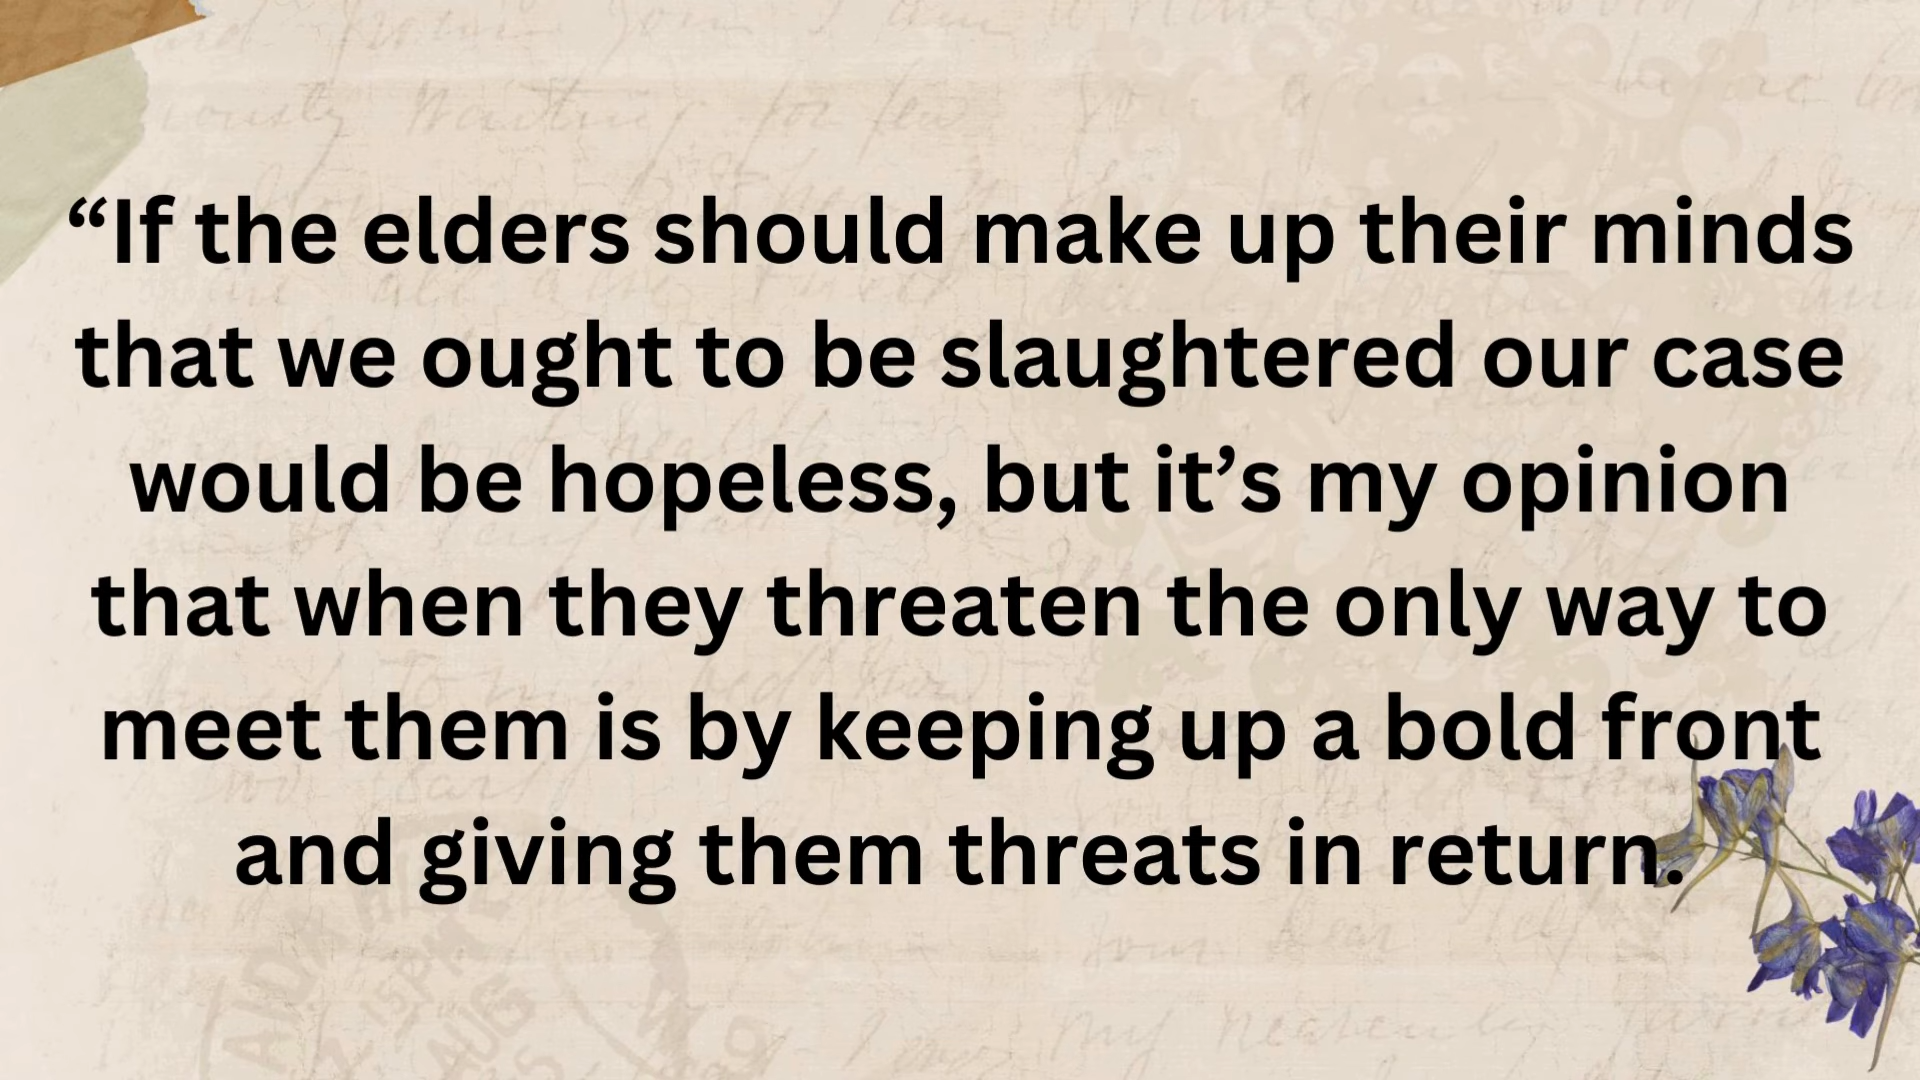 “If the elders should make up their minds
that we ought to be slaughtered our case
would be hopeless, but it’s my opinion
that when they threaten the only way to
meet them is by keeping up a bold front
and giving them threats in return.